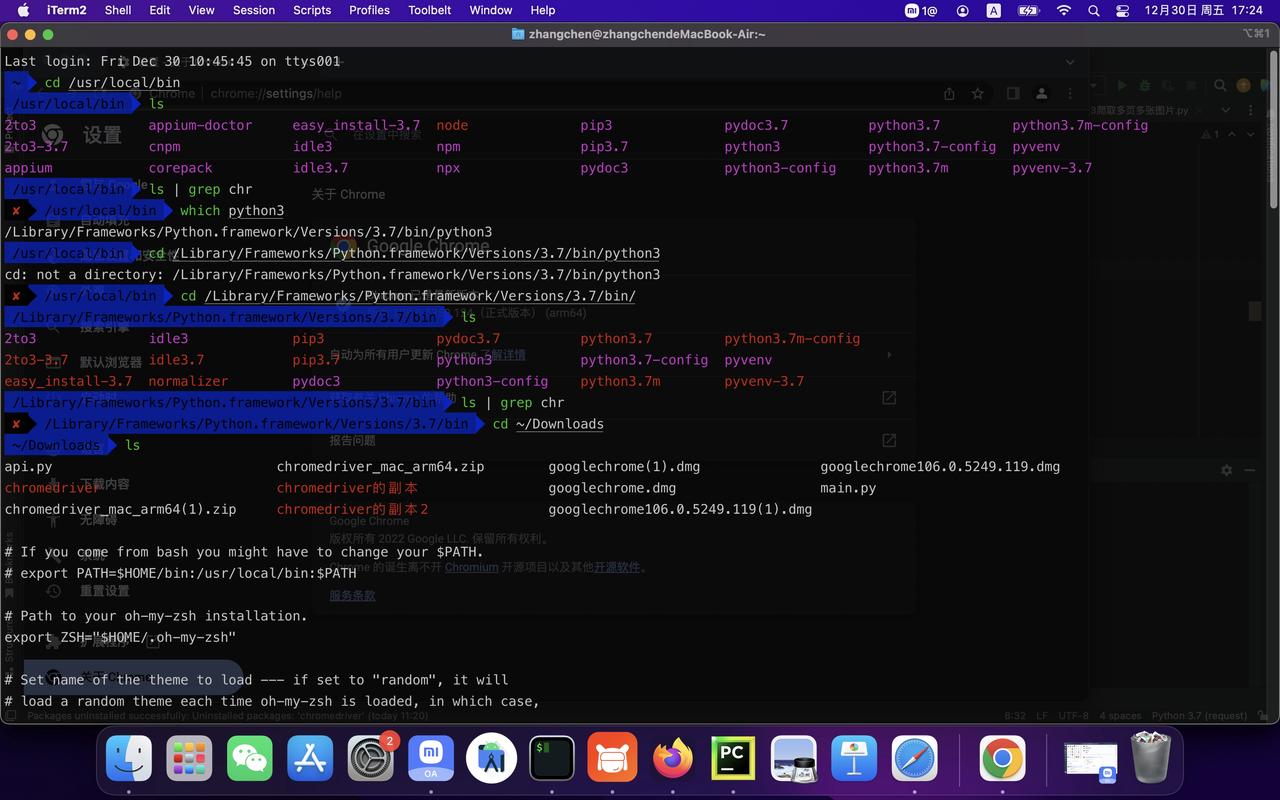 iTerm2 Shell Edit View Session Scripts Profiles Toolbelt Window Help 1@ A 12月30日 周五 17:24
zhangchen@zhangchendeMacBook-Air:~ ⌥⌘1
Last login: Fri Dec 30 10:45:45 on ttys001
~ cd /usr/local/bin
Chrome chrome://settings/help
/usr/local/bin ls
2to3 appium-doctor easy_install-3.7 node pip3 pydoc3.7 python3.7 python3.7m-config
设置
2to3-3.7 cnpm idle3 npm pip3.7 python3 python3.7-config pyvenv
appium corepack idle3.7 npx pydoc3 python3-config python3.7m pyvenv-3.7
/usr/local/bin ls | grep chr
关于 Chrome
✘ /usr/local/bin which python3
自动填充
/Library/Frameworks/Python.framework/Versions/3.7/bin/python3
Google Chrome
/usr/local/bin cd /Library/Frameworks/Python.framework/Versions/3.7/bin/python3
cd: not a directory: /Library/Frameworks/Python.framework/Versions/3.7/bin/python3
✘ /usr/local/bin cd /Library/Frameworks/Python.framework/Versions/3.7/bin/
（正式版本） (arm64)
/Library/Frameworks/Python.framework/Versions/3.7/bin ls
搜索引擎
2to3 idle3 pip3 pydoc3.7 python3.7 python3.7m-config
自动为所有用户更新 Chrome 了解详情
默认浏览器
2to3-3.7 idle3.7 pip3.7 python3 python3.7-config pyvenv
easy_install-3.7 normalizer pydoc3 python3-config python3.7m pyvenv-3.7
/Library/Frameworks/Python.framework/Versions/3.7/bin ls | grep chr
✘ /Library/Frameworks/Python.framework/Versions/3.7/bin cd ~/Downloads
报告问题
~/Downloads ls
api.py chromedriver_mac_arm64.zip googlechrome(1).dmg googlechrome106.0.5249.119.dmg
下载内容
chromedriver chromedriver的副本 googlechrome.dmg main.py
chromedriver_mac_arm64(1).zip chromedriver的副本2 googlechrome106.0.5249.119(1).dmg
无障碍
Google Chrome
版权所有 2022 Google LLC. 保留所有权利。
# If you come from bash you might have to change your $PATH.
Chrome 的诞生离不开 Chromium 开源项目以及其他开源软件。
# export PATH=$HOME/bin:/usr/local/bin:$PATH
重置设置
服务条款
# Path to your oh-my-zsh installation.
export ZSH="$HOME/.oh-my-zsh"
扩展程序
关于 Chrome
# Set name of the theme to load --- if set to "random", it will
# load a random theme each time oh-my-zsh is loaded, in which case,
Packages uninstalled successfully: Uninstalled packages: 'chromedriver' (today 11:20) 6:32 LF UTF-8 4 spaces Python 3.7 (request)
2
OA
PC